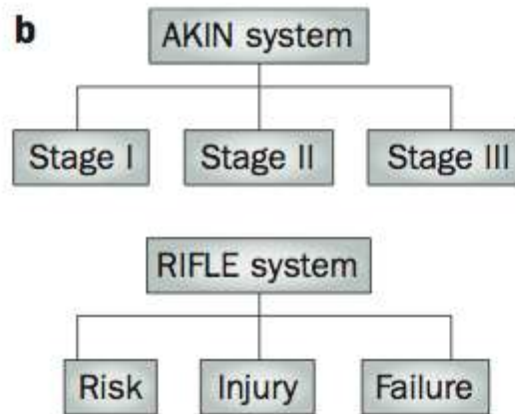 b
AKIN system
Stage I Stage II Stage III
RIFLE system
Risk Injury Failure